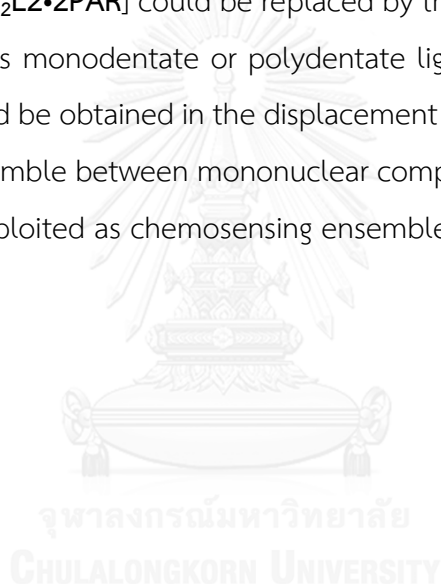 ₂L2•2PAR] could be replaced by th
s monodentate or polydentate lig
d be obtained in the displacement
mble between mononuclear comp
ploited as chemosensing ensemble
จุฬาลงกรณ์มหาวิทยาลัย
CHULALONGKORN UNIVERSITY